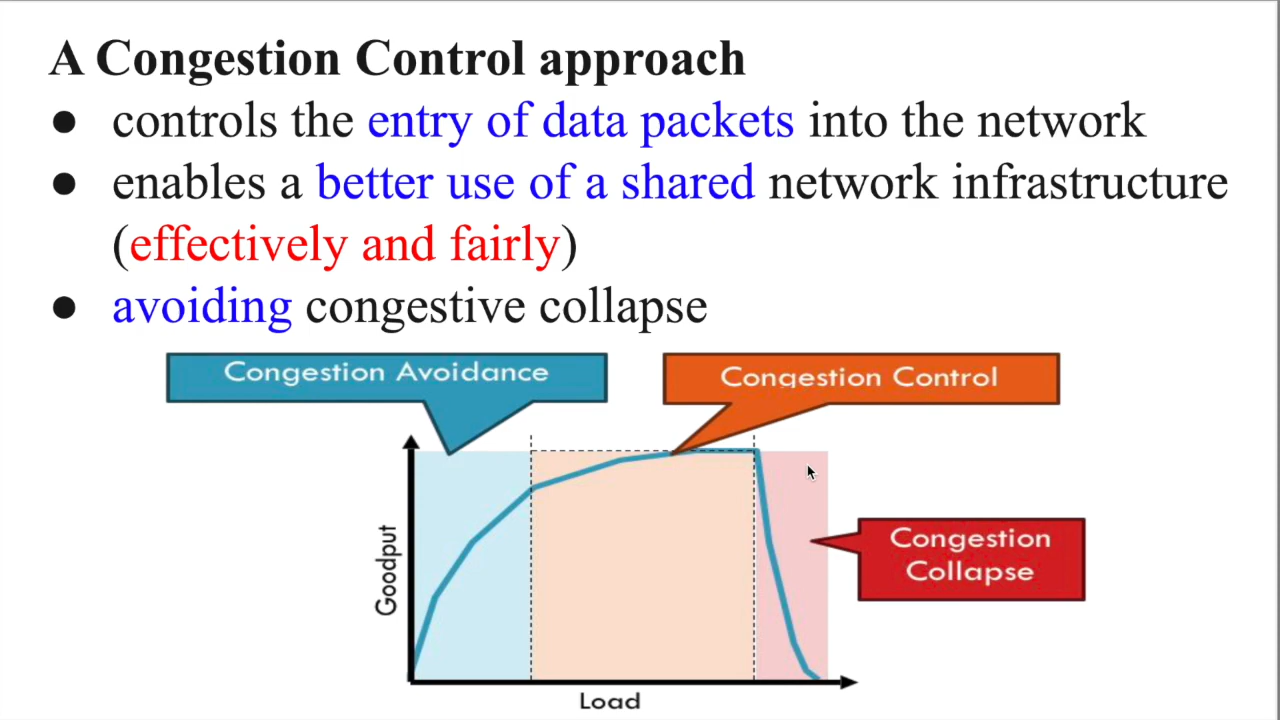 A Congestion Control approach
● controls the entry of data packets into the network
● enables a better use of a shared network infrastructure
(effectively and fairly)
● avoiding congestive collapse
Congestion Avoidance
Congestion Control
Goodput
Congestion
Collapse
Load